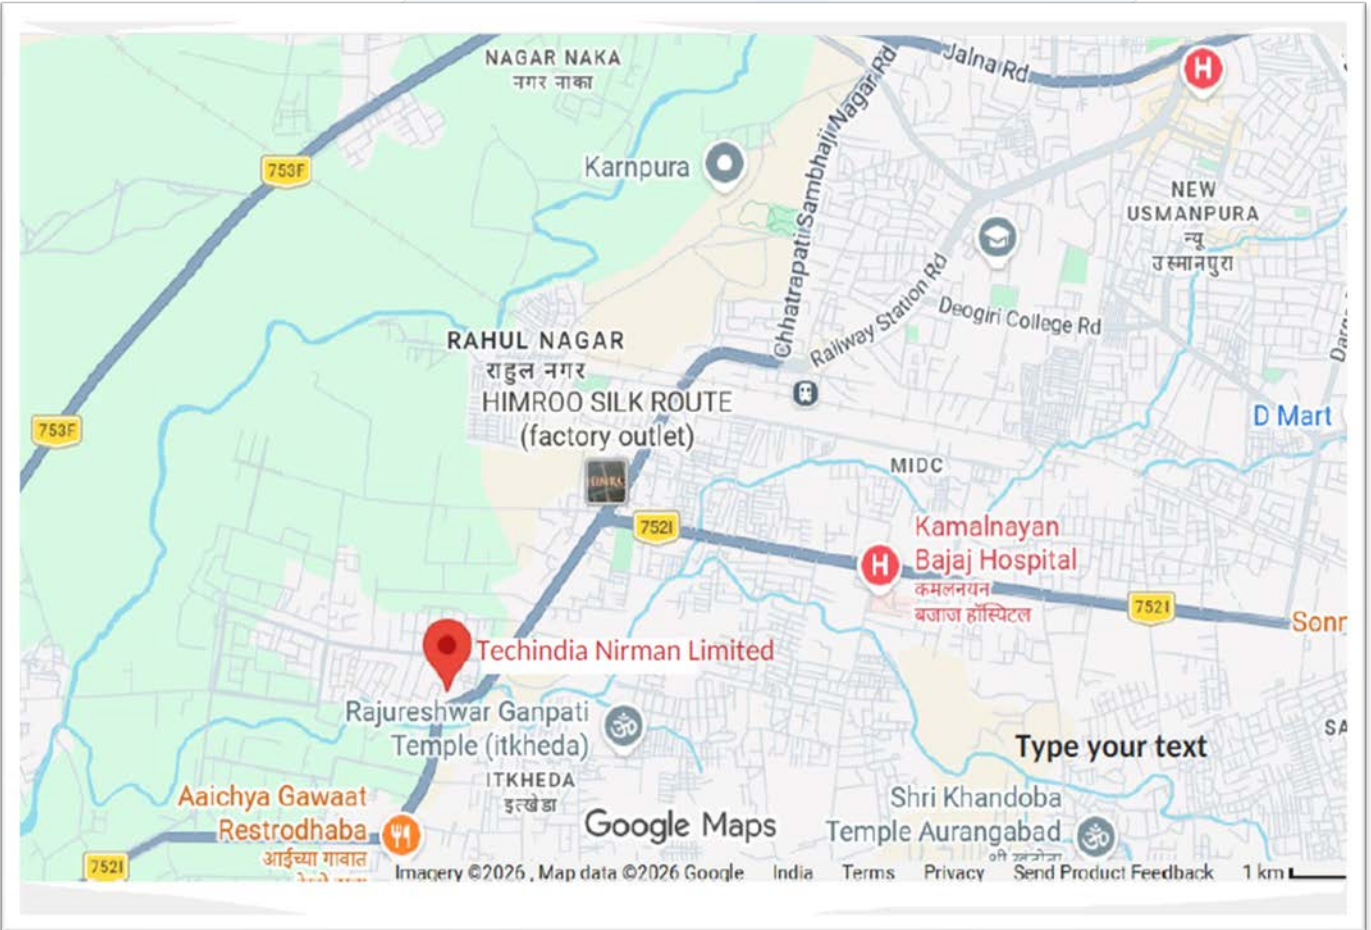 NAGAR NAKA
नगर नाका
Jalna Rd
H
753F
Karnpura
Chhatrapati Sambhaji Nagar Rd
NEW
USMANPURA
न्यू
उस्मानपुरा
Railway Station Rd
Deogiri College Rd
RAHUL NAGAR
राहुल नगर
HIMROO SILK ROUTE
(factory outlet)
753F
D Mart
MIDC
752I
Kamalnayan
Bajaj Hospital
कमलनयन
बजाज हॉस्पिटल
H
752I
Sonr
Techindia Nirman Limited
Rajureshwar Ganpati
Temple (itkheda)
ITKHEDA
इटखेडा
SA
Type your text
Aaichya Gawaat
Restrodhaba
आईच्या गावात
752I
Shri Khandoba
Temple Aurangabad
Google Maps
Imagery ©2026 , Map data ©2026 Google India Terms Privacy Send Product Feedback 1 km